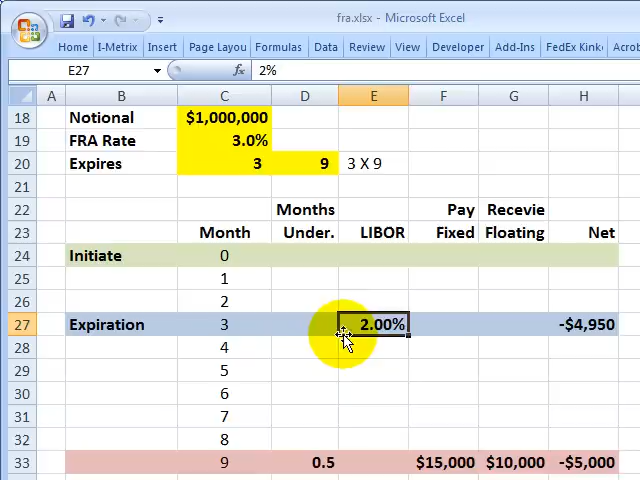 fra.xlsx - Microsoft Excel
Home I-Metrix Insert Page Layou Formulas Data Review View Developer Add-Ins FedEx Kink Acrob
E27 fx 2%
A B C D E F G H
18 Notional $1,000,000
19 FRA Rate 3.0%
20 Expires 3 9 3 X 9
21
22 Months Pay Recevie
23 Month Under. LIBOR Fixed Floating Net
24 Initiate 0
25 1
26 2
27 Expiration 3 2.00% -$4,950
28 4
29 5
30 6
31 7
32 8
33 9 0.5 $15,000 $10,000 -$5,000